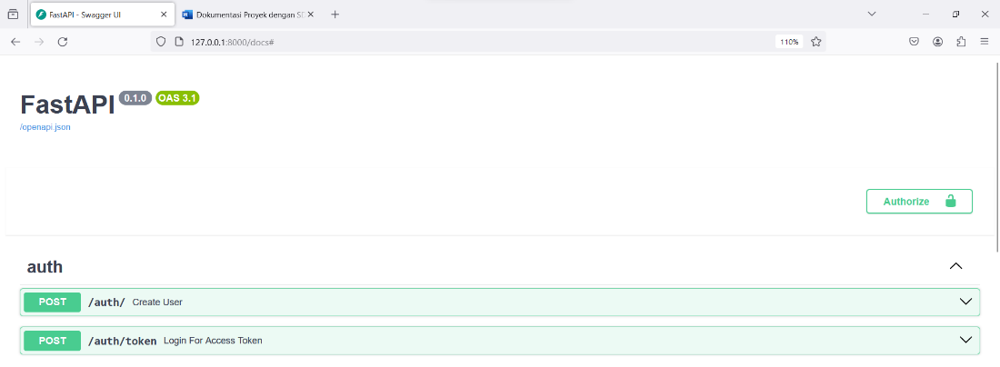 FastAPI - Swagger UI
Dokumentasi Proyek dengan SD
127.0.0.1:8000/docs#
110%
FastAPI 0.1.0 OAS 3.1
/openapi.json
Authorize
auth
POST /auth/ Create User
POST /auth/token Login For Access Token